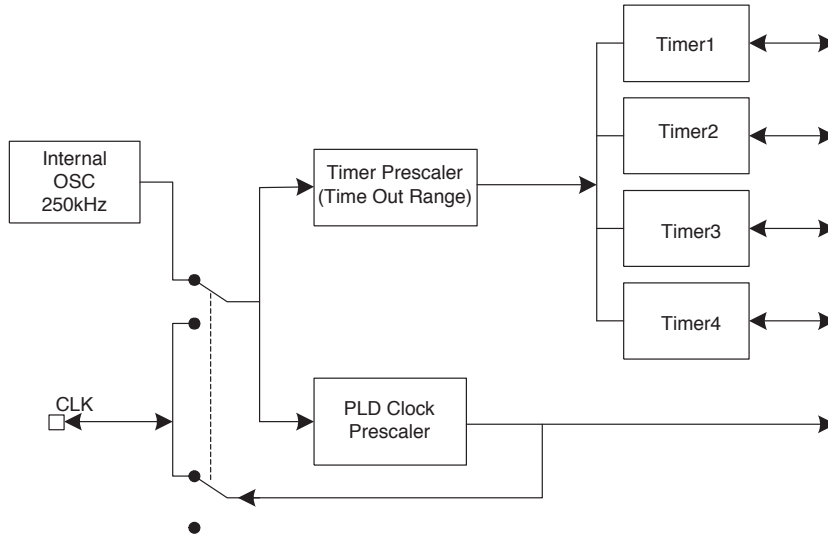 Timer1
Timer2
Internal
OSC
250kHz
Timer Prescaler
(Time Out Range)
Timer3
Timer4
CLK
PLD Clock
Prescaler